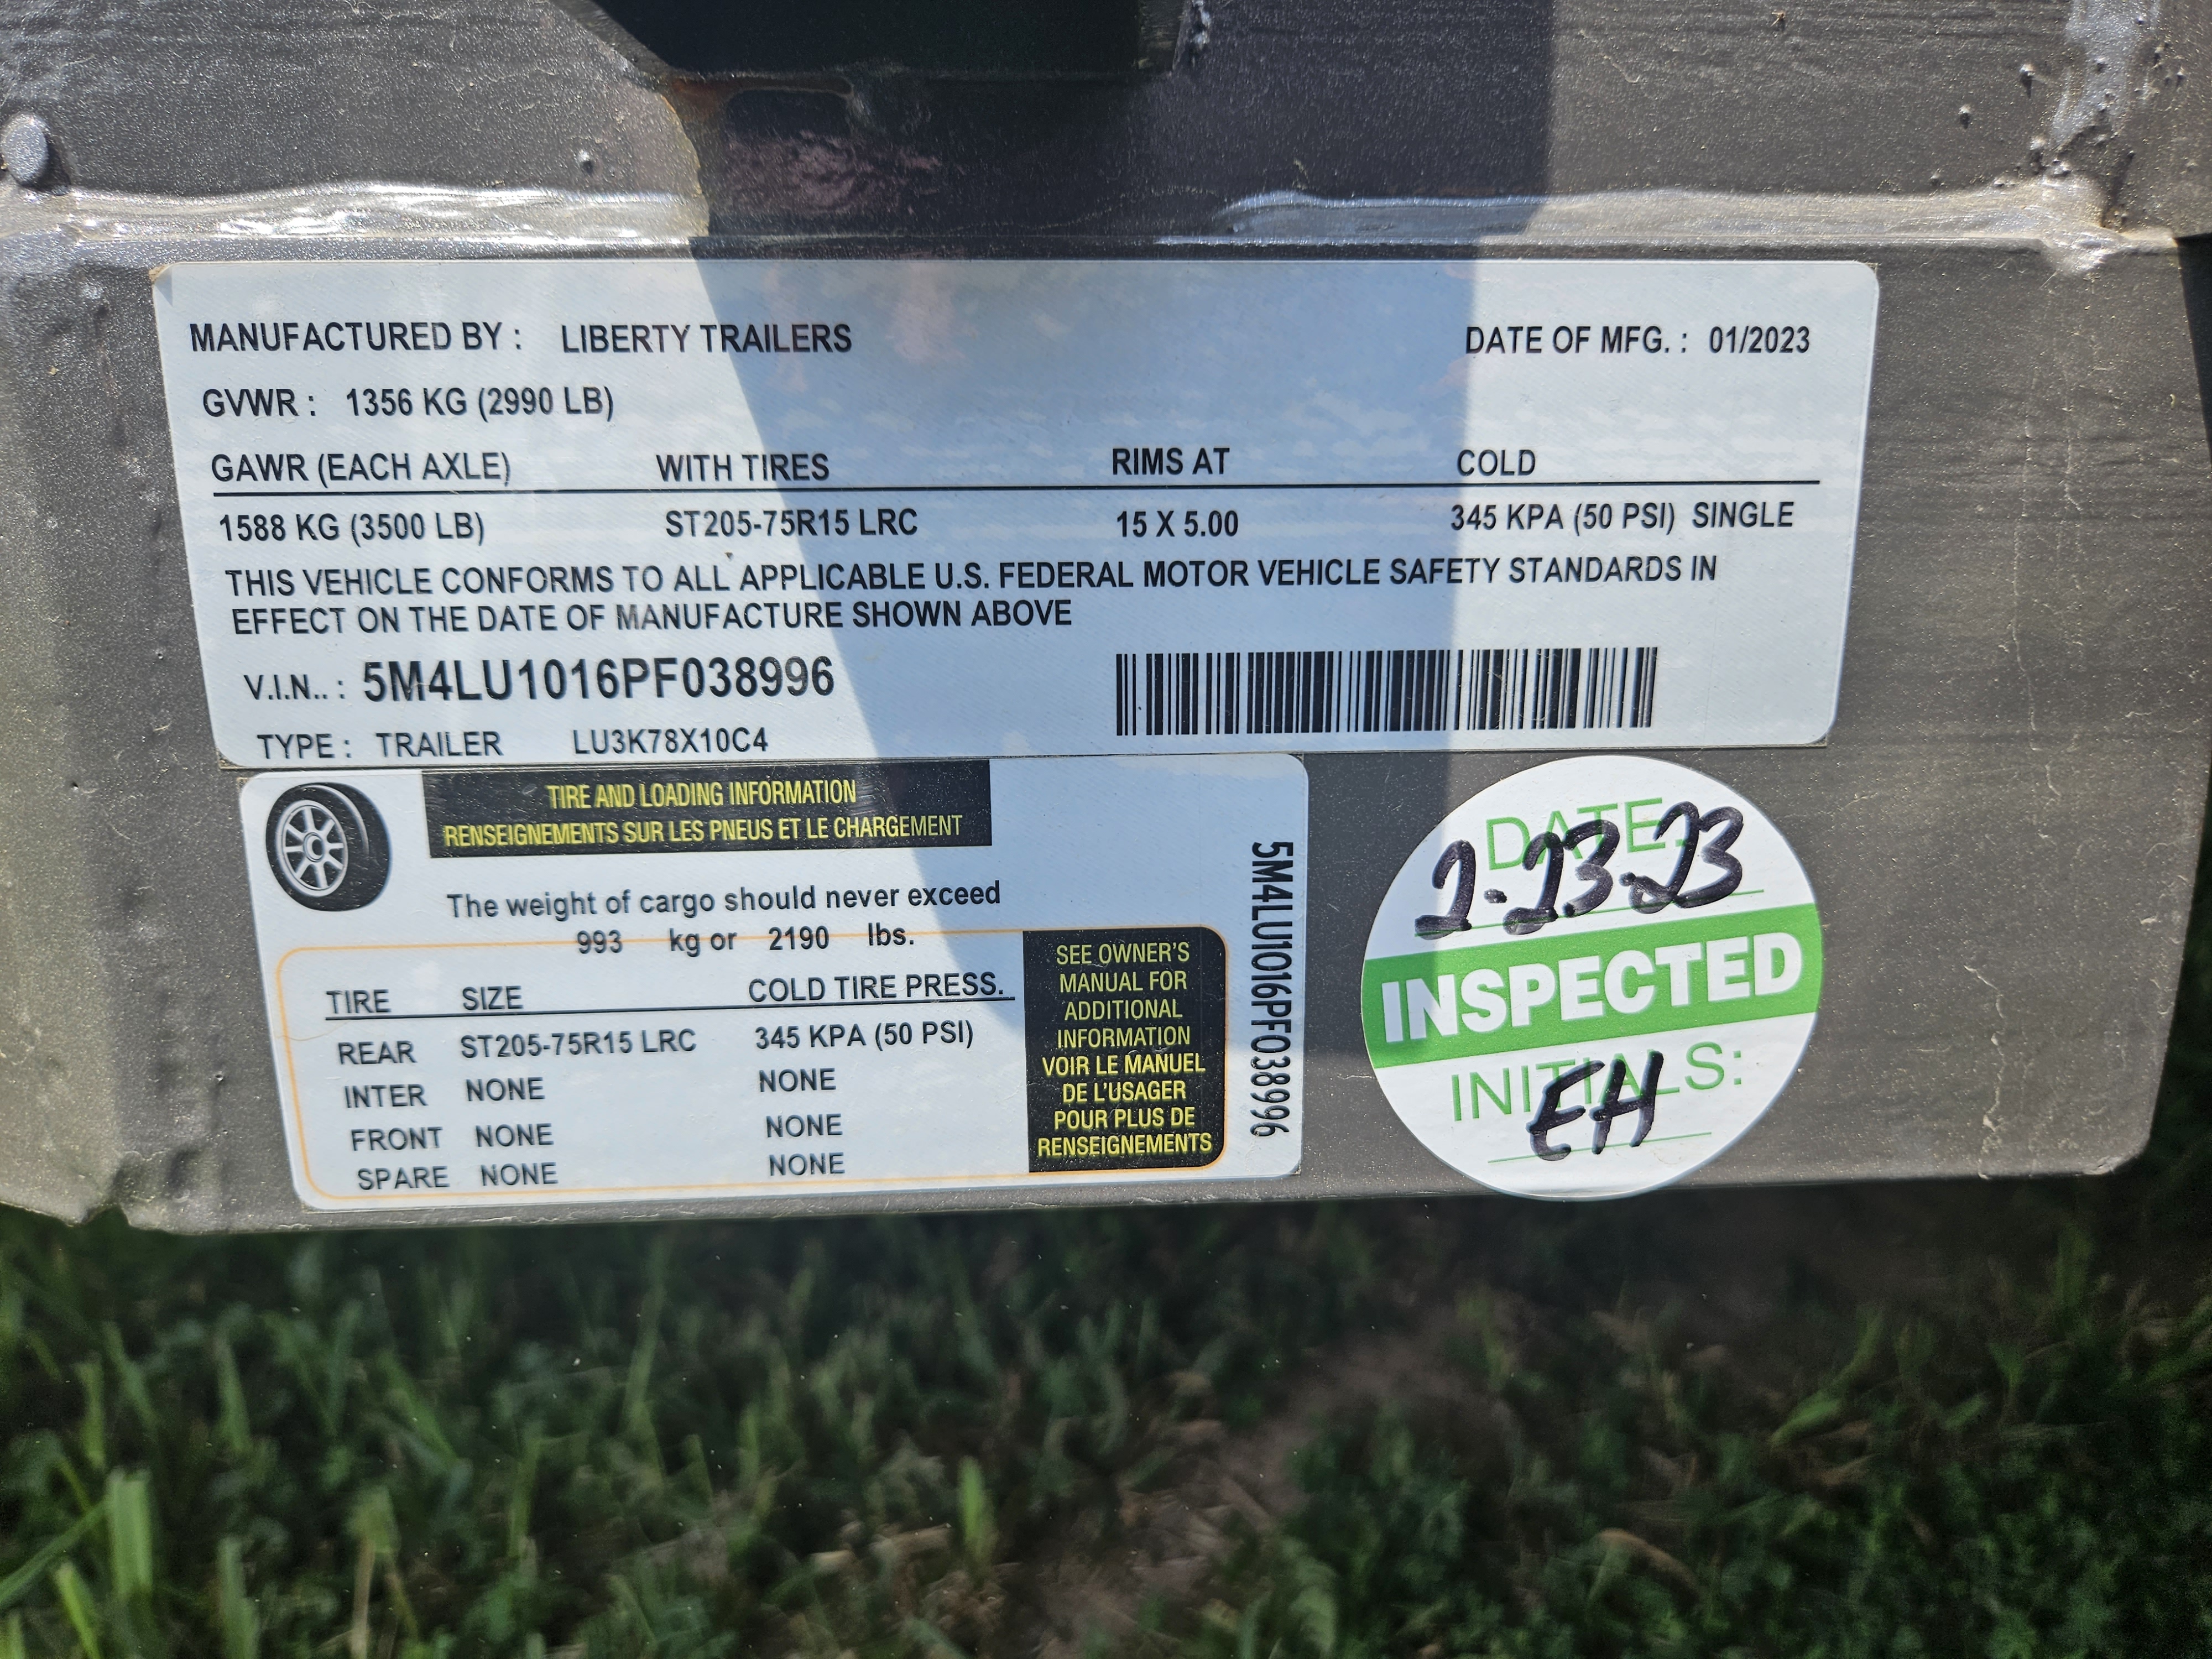 MANUFACTURED BY : LIBERTY TRAILERS DATE OF MFG. : 01/2023
GVWR : 1356 KG (2990 LB)
GAWR (EACH AXLE) WITH TIRES RIMS AT COLD
1588 KG (3500 LB) ST205-75R15 LRC 15 X 5.00 345 KPA (50 PSI) SINGLE
THIS VEHICLE CONFORMS TO ALL APPLICABLE U.S. FEDERAL MOTOR VEHICLE SAFETY STANDARDS IN
EFFECT ON THE DATE OF MANUFACTURE SHOWN ABOVE
V.I.N.. : 5M4LU1016PF038996
TYPE : TRAILER LU3K78X10C4
TIRE AND LOADING INFORMATION
RENSEIGNEMENTS SUR LES PNEUS ET LE CHARGEMENT
The weight of cargo should never exceed
993 kg or 2190 lbs.
TIRE SIZE COLD TIRE PRESS.
REAR ST205-75R15 LRC 345 KPA (50 PSI)
INTER NONE NONE
FRONT NONE NONE
SPARE NONE NONE
SEE OWNER'S
MANUAL FOR
ADDITIONAL
INFORMATION
VOIR LE MANUEL
DE L'USAGER
POUR PLUS DE
RENSEIGNEMENTS
5M4LU1016PF038996
DATE:
2-23-23
INSPECTED
INITIALS:
EH